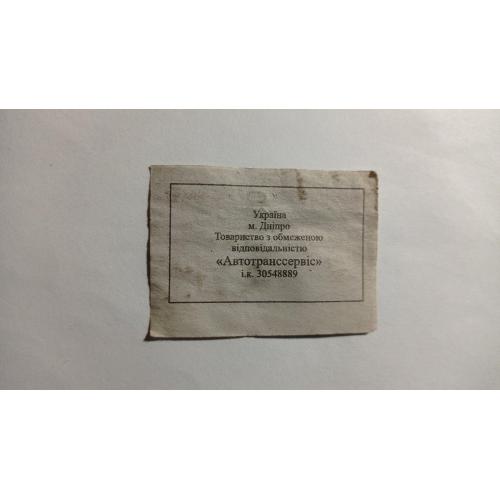 Україна
м. Дніпро
Товариство з обмеженою
відповідальністю
«Автотранссервіс»
і.к. 30548889